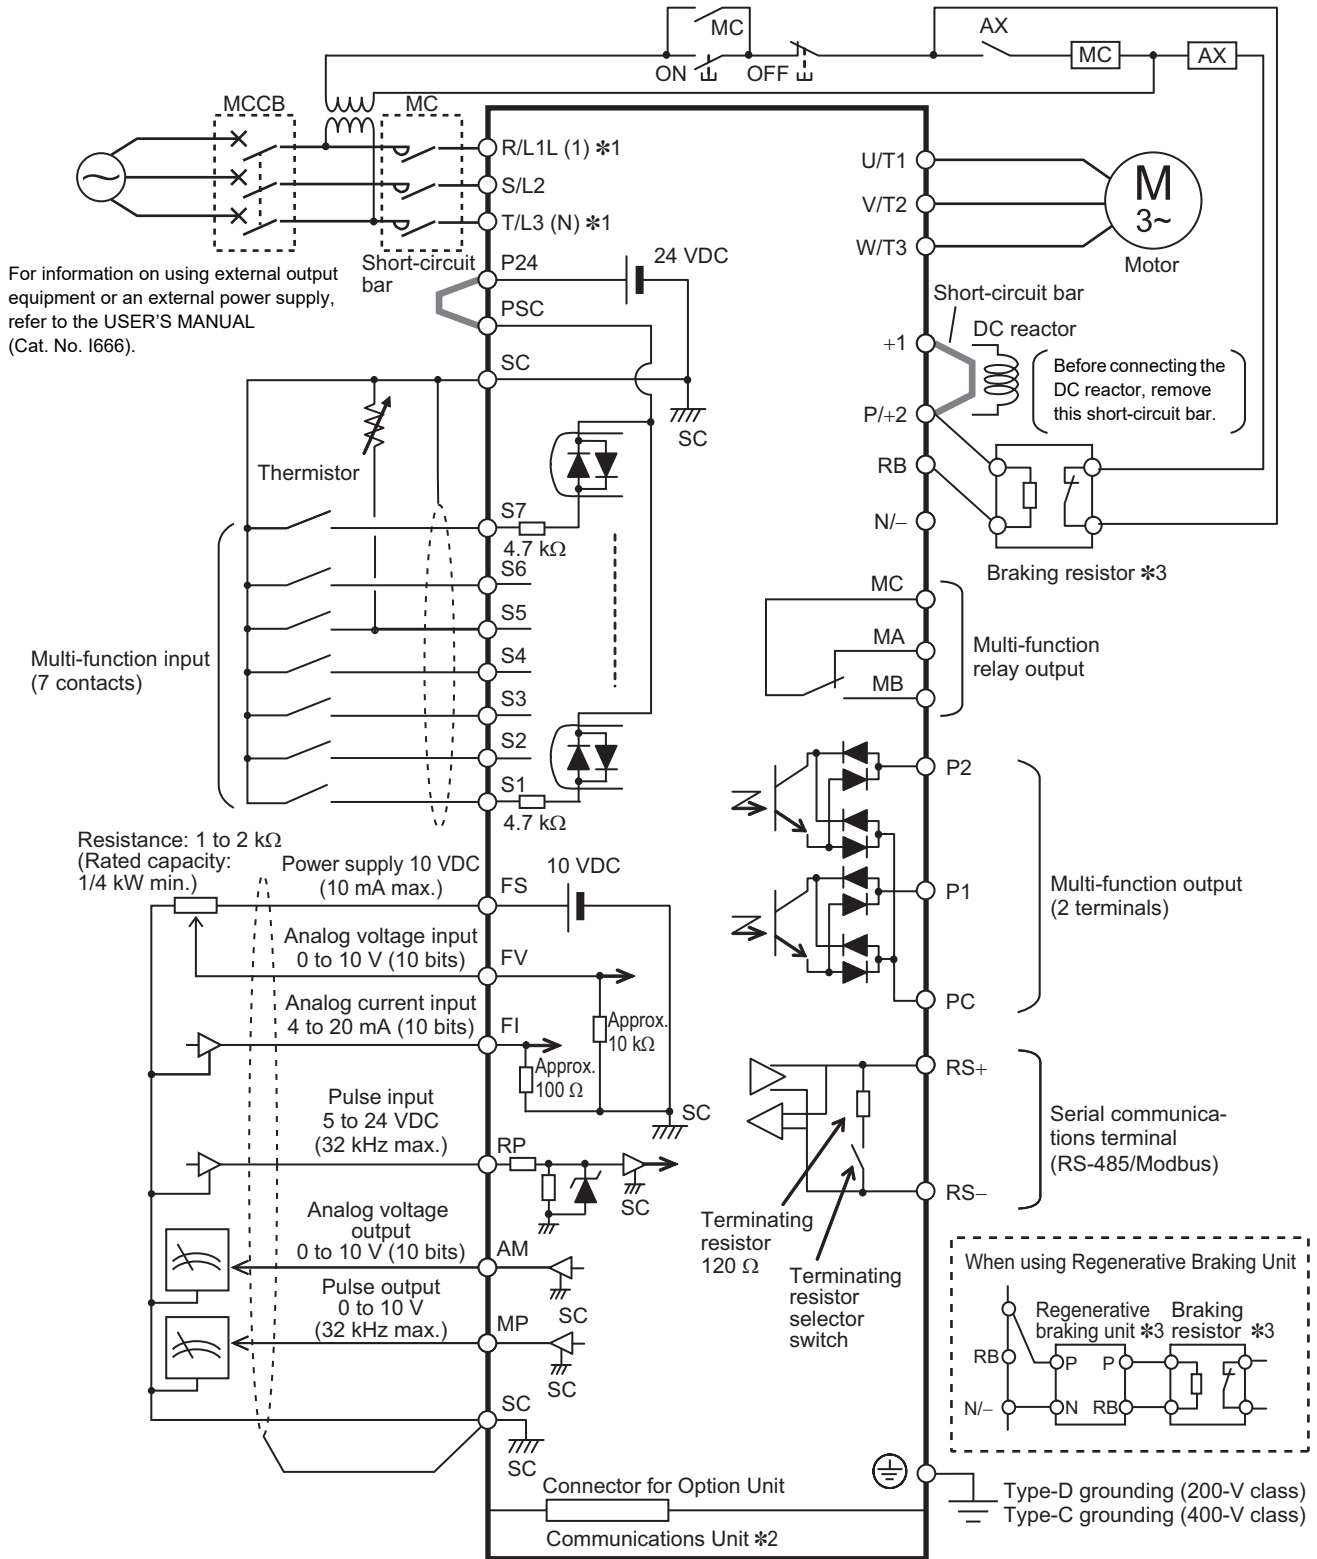 MC
ON
OFF
AX
MC
AX
MCCB
MC
R/L1L (1) ✻1
S/L2
T/L3 (N) ✻1
U/T1
V/T2
W/T3
M
3~
Motor
For information on using external output
equipment or an external power supply,
refer to the USER'S MANUAL
(Cat. No. I666).
Short-circuit
bar
P24
24 VDC
PSC
SC
SC
Short-circuit bar
DC reactor
+1
Before connecting the
DC reactor, remove
this short-circuit bar.
P/+2
RB
N/−
Braking resistor ✻3
Thermistor
S7
4.7 kΩ
S6
S5
S4
S3
S2
S1
4.7 kΩ
Multi-function input
(7 contacts)
MC
MA
MB
Multi-function
relay output
P2
P1
PC
Multi-function output
(2 terminals)
Resistance: 1 to 2 kΩ
(Rated capacity:
1/4 kW min.)
Power supply 10 VDC
(10 mA max.)
FS
10 VDC
Analog voltage input
0 to 10 V (10 bits)
FV
Analog current input
4 to 20 mA (10 bits)
FI
Approx.
10 kΩ
Approx.
100 Ω
SC
Pulse input
5 to 24 VDC
(32 kHz max.)
RP
SC
Analog voltage
output
0 to 10 V (10 bits)
AM
SC
Pulse output
0 to 10 V
(32 kHz max.)
MP
SC
SC
SC
RS+
RS−
Serial communica-
tions terminal
(RS-485/Modbus)
Terminating
resistor
120 Ω
Terminating
resistor
selector
switch
When using Regenerative Braking Unit
Regenerative
braking unit ✻3
Braking
resistor ✻3
RB
P
P
N/−
N
RB
Connector for Option Unit
Communications Unit ✻2
Type-D grounding (200-V class)
Type-C grounding (400-V class)